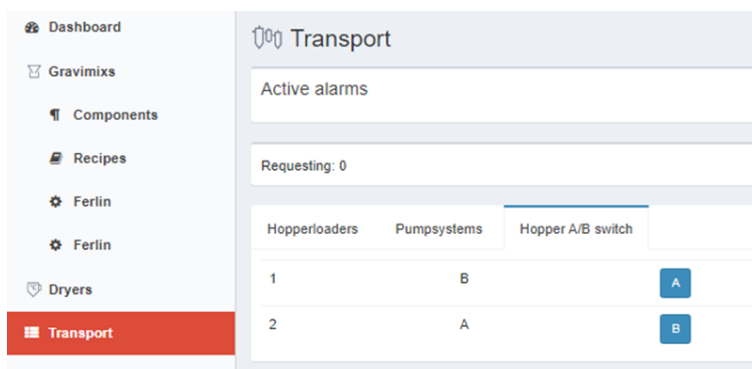 Dashboard
Gravimixs
Components
Recipes
Ferlin
Ferlin
Dryers
Transport
Transport
Active alarms
Requesting: 0
Hopperloaders Pumpsystems Hopper A/B switch
1 B A
2 A B